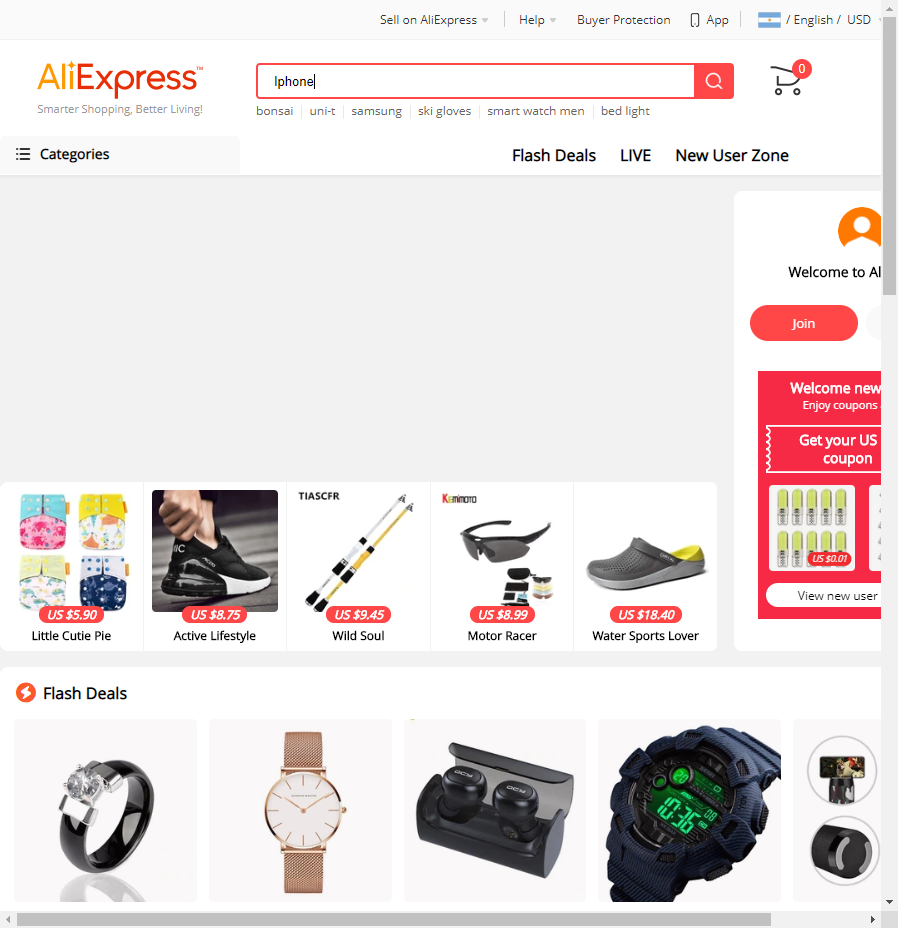 Sell on AliExpress
Help
Buyer Protection
App
/ English / USD
AliExpress™
Smarter Shopping, Better Living!
Iphone
0
bonsai
uni-t
samsung
ski gloves
smart watch men
bed light
Categories
Flash Deals
LIVE
New User Zone
Welcome to Al
Join
Welcome new
Enjoy coupons
Get your US
coupon
US $0.01
View new user
TIASCFR
KEMIMOTO
US $5.90
US $8.75
US $9.45
US $8.99
US $18.40
Little Cutie Pie
Active Lifestyle
Wild Soul
Motor Racer
Water Sports Lover
Flash Deals
QCY
QCY